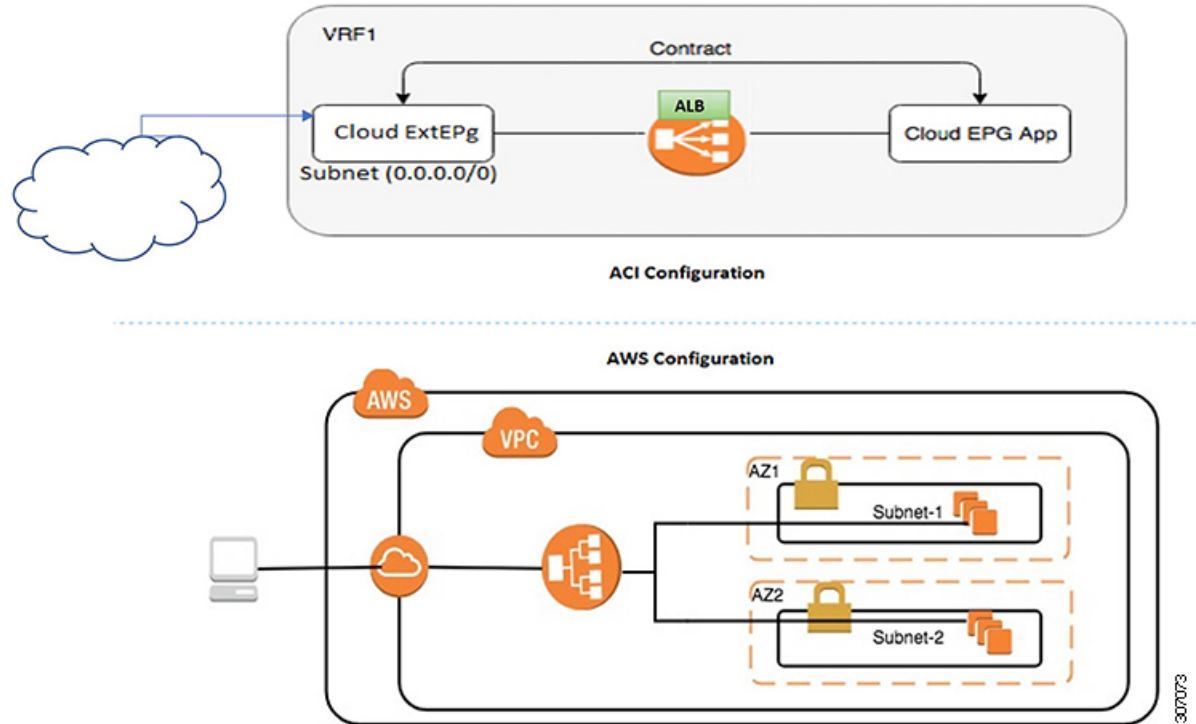 VRF1
Contract
ALB
Cloud ExtEPg
Cloud EPG App
Subnet (0.0.0.0/0)
ACI Configuration
AWS Configuration
AWS
VPC
AZ1
Subnet-1
AZ2
Subnet-2
307073